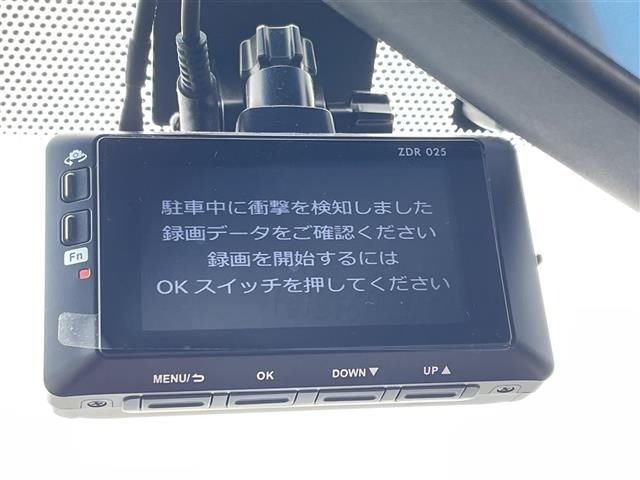 ZDR 025
駐車中に衝撃を検知しました
録画データをご確認ください
録画を開始するには
OKスイッチを押してください
Fn
MENU/ OK DOWN▼ UP▲